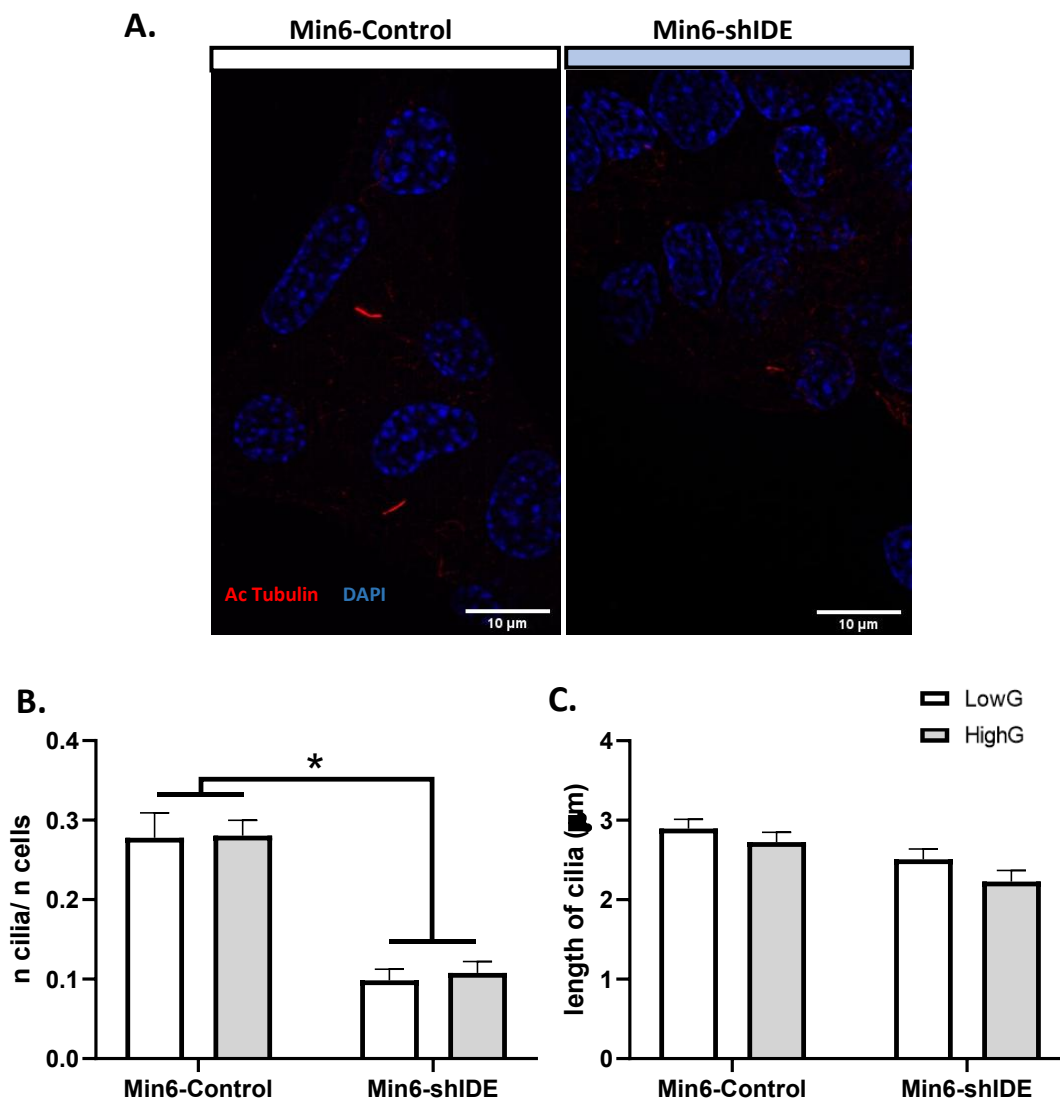 A.
Min6-Control Min6-shIDE
Ac Tubulin DAPI
10 µm 10 µm
B.
n cilia/ n cells
0.4
0.3
0.2
0.1
0.0
*
Min6-Control Min6-shIDE
C.
LowG
HighG
length of cilia (µm)
4
3
2
1
0
Min6-Control Min6-shIDE